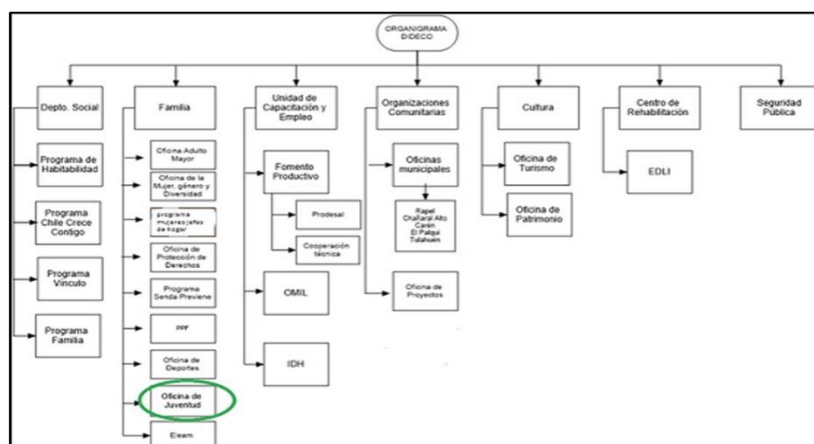 ORGANIGRAMA
DIDECO
Depto. Social
Familia
Unidad de
Capacitación y
Empleo
Organizaciones
Comunitarias
Cultura
Centro de
Rehabilitación
Seguridad
Pública
Programa de
Habitabilidad
Programa
Chile Crece
Contigo
Programa
Vínculo
Programa
Familia
Oficina Adulto
Mayor
Oficina de la
Mujer, género y
Diversidad
programa
mujeres jefas
de hogar
Oficina de
Protección de
Derechos
Programa
Senda Previene
PPF
Oficina de
Deportes
Oficina de
Juventud
Eleam
Fomento
Productivo
Prodesal
Cooperación
técnica
OMIL
IDH
Oficinas
municipales
Rapel
Chañaral Alto
Carén
El Palqui
Tulahuén
Oficina de
Proyectos
Oficina de
Turismo
Oficina de
Patrimonio
EDLI